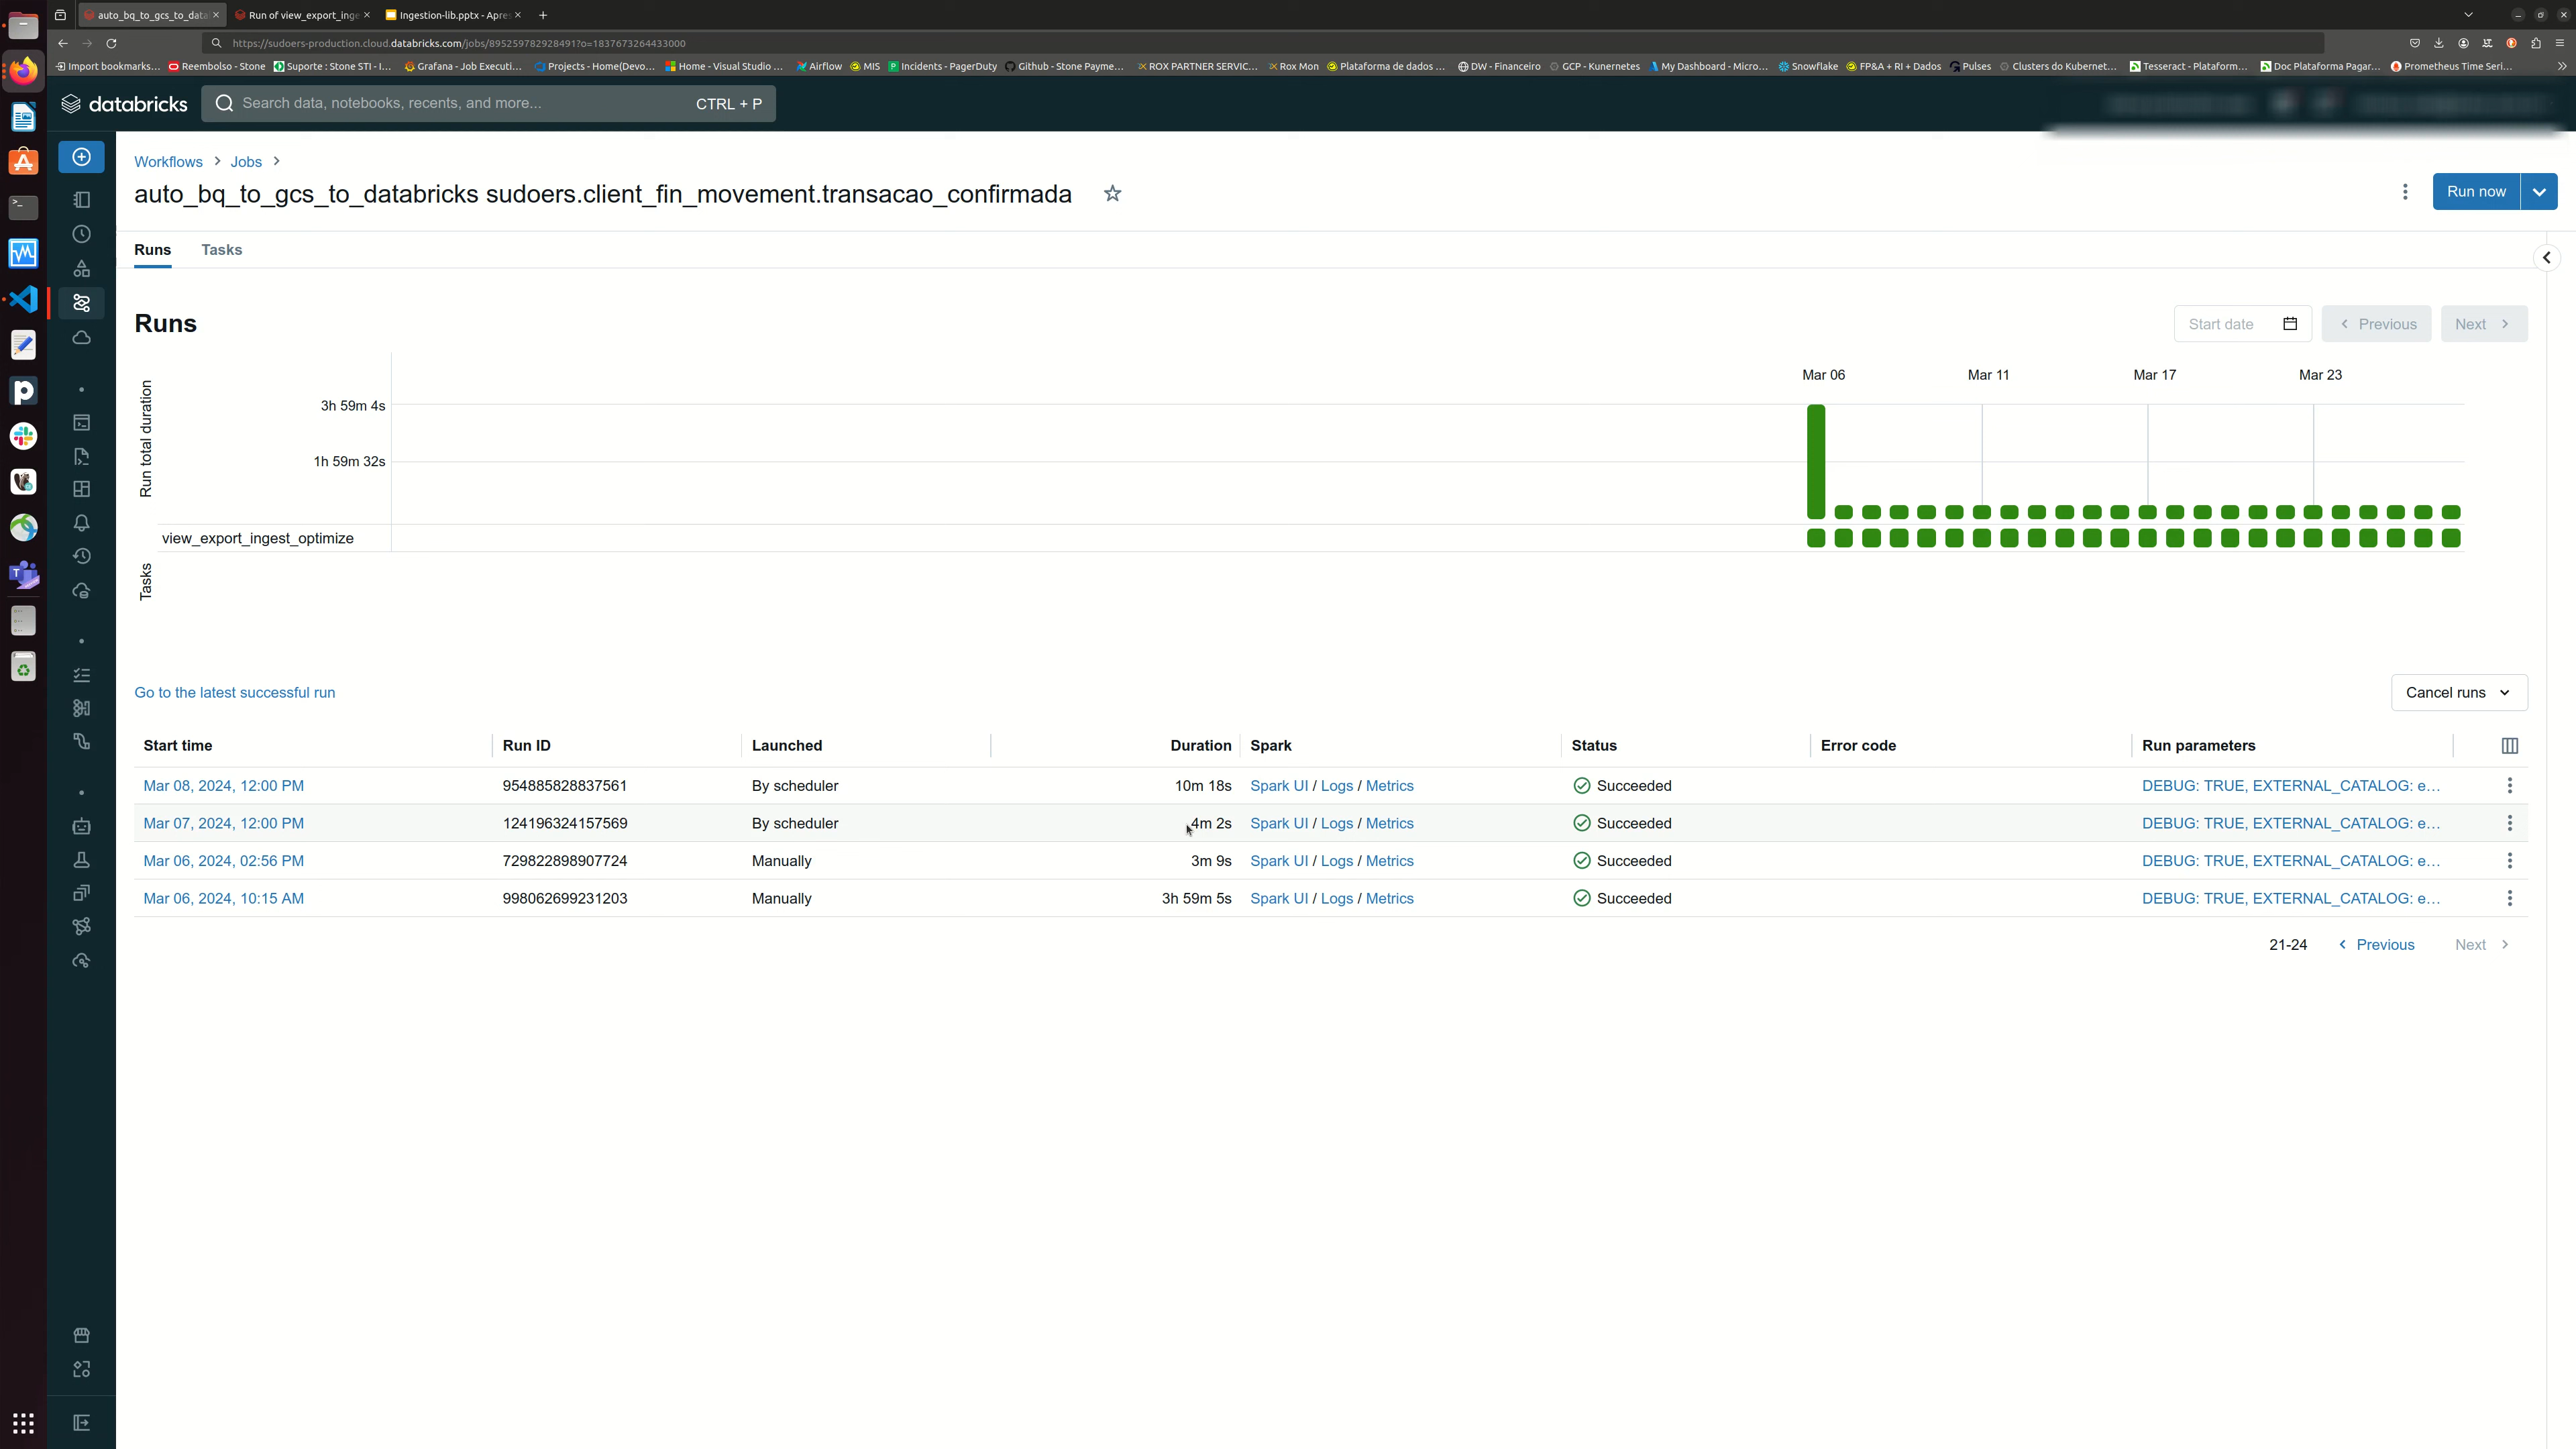 auto_bq_to_gcs_to_data
Run of view_export_inge
Ingestion-lib.pptx - Apres
https://sudoers-production.cloud.databricks.com/jobs/895259782928491?o=1837673264433000
Import bookmarks... Reembolso - Stone Suporte : Stone STI - I... Grafana - Job Executi... Projects - Home(Devo... Home - Visual Studio ... Airflow MIS Incidents - PagerDuty Github - Stone Payme... ROX PARTNER SERVIC... Rox Mon Plataforma de dados ... DW - Financeiro GCP - Kunernetes My Dashboard - Micro... Snowflake FP&A + RI + Dados Pulses Clusters do Kubernet... Tesseract - Plataform... Doc Plataforma Pagar... Prometheus Time Seri...
databricks
Search data, notebooks, recents, and more...
CTRL + P
Workflows > Jobs >
auto_bq_to_gcs_to_databricks sudoers.client_fin_movement.transacao_confirmada
Run now
Runs Tasks
Runs
Start date
Previous
Next
Mar 06 Mar 11 Mar 17 Mar 23
Run total duration
3h 59m 4s
1h 59m 32s
view_export_ingest_optimize
Tasks
Go to the latest successful run
Cancel runs
Start time Run ID Launched Duration Spark Status Error code Run parameters
Mar 08, 2024, 12:00 PM 954885828837561 By scheduler 10m 18s Spark UI / Logs / Metrics Succeeded DEBUG: TRUE, EXTERNAL_CATALOG: e...
Mar 07, 2024, 12:00 PM 124196324157569 By scheduler 4m 2s Spark UI / Logs / Metrics Succeeded DEBUG: TRUE, EXTERNAL_CATALOG: e...
Mar 06, 2024, 02:56 PM 729822898907724 Manually 3m 9s Spark UI / Logs / Metrics Succeeded DEBUG: TRUE, EXTERNAL_CATALOG: e...
Mar 06, 2024, 10:15 AM 998062699231203 Manually 3h 59m 5s Spark UI / Logs / Metrics Succeeded DEBUG: TRUE, EXTERNAL_CATALOG: e...
21-24 Previous Next